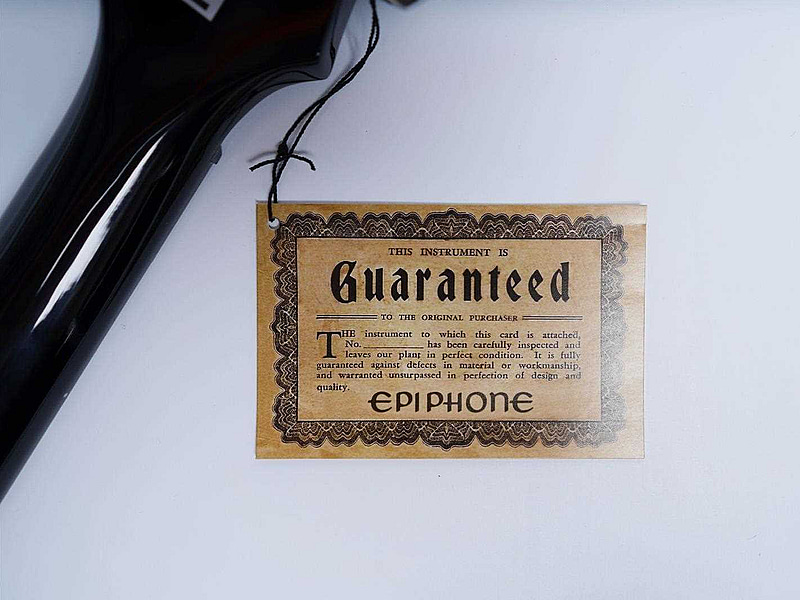 THIS INSTRUMENT IS
Guaranteed
TO THE ORIGINAL PURCHASER
THE instrument to which this card is attached,
No. __________ has been carefully inspected and
leaves our plant in perfect condition. It is fully
guaranteed against defects in material or workmanship,
and warranted unsurpassed in perfection of design and
quality.
EPIPHONE